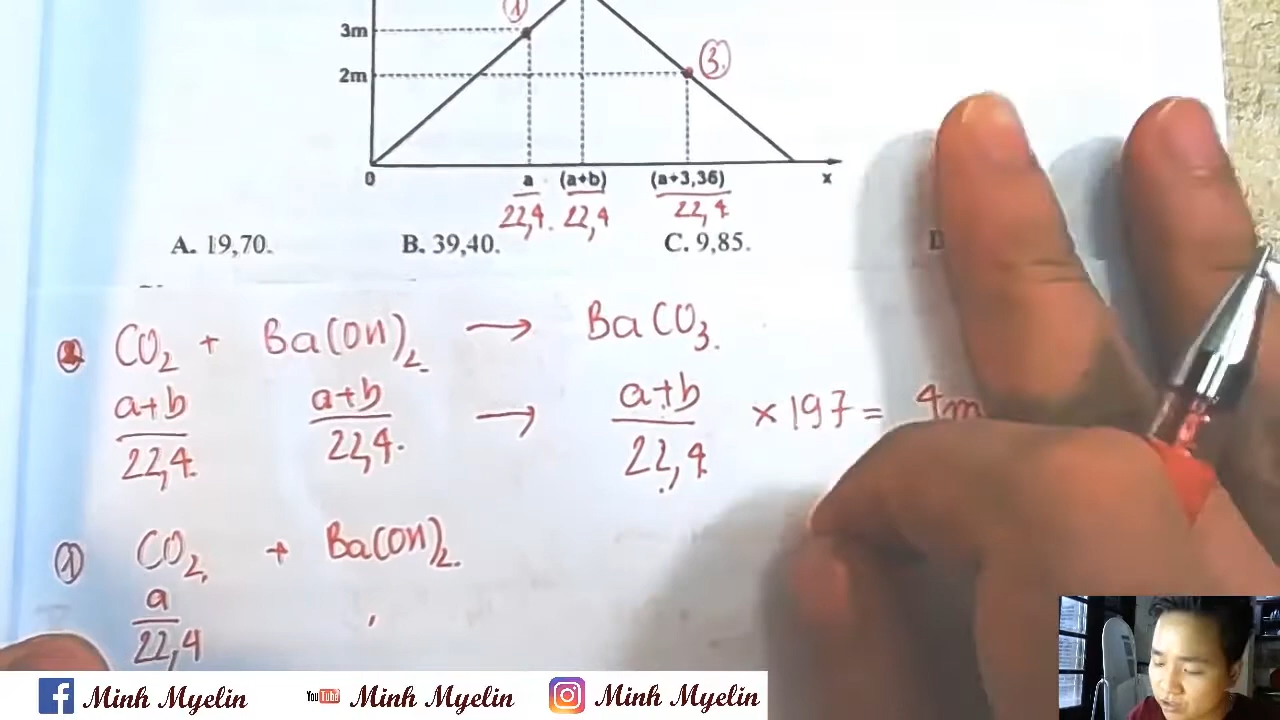 ①
3m
2m
③.
0 a (a+b) (a+3,36) x
22,4. 22,4 22,4
A. 19,70. B. 39,40. C. 9,85. D
② CO₂ + Ba(OH)₂ → BaCO₃.
a+b/22,4 a+b/22,4. → a+b/22,4 ×197 = 4m
① CO₂ + Ba(OH)₂.
a/22,4
Minh Myelin YouTube Minh Myelin Minh Myelin